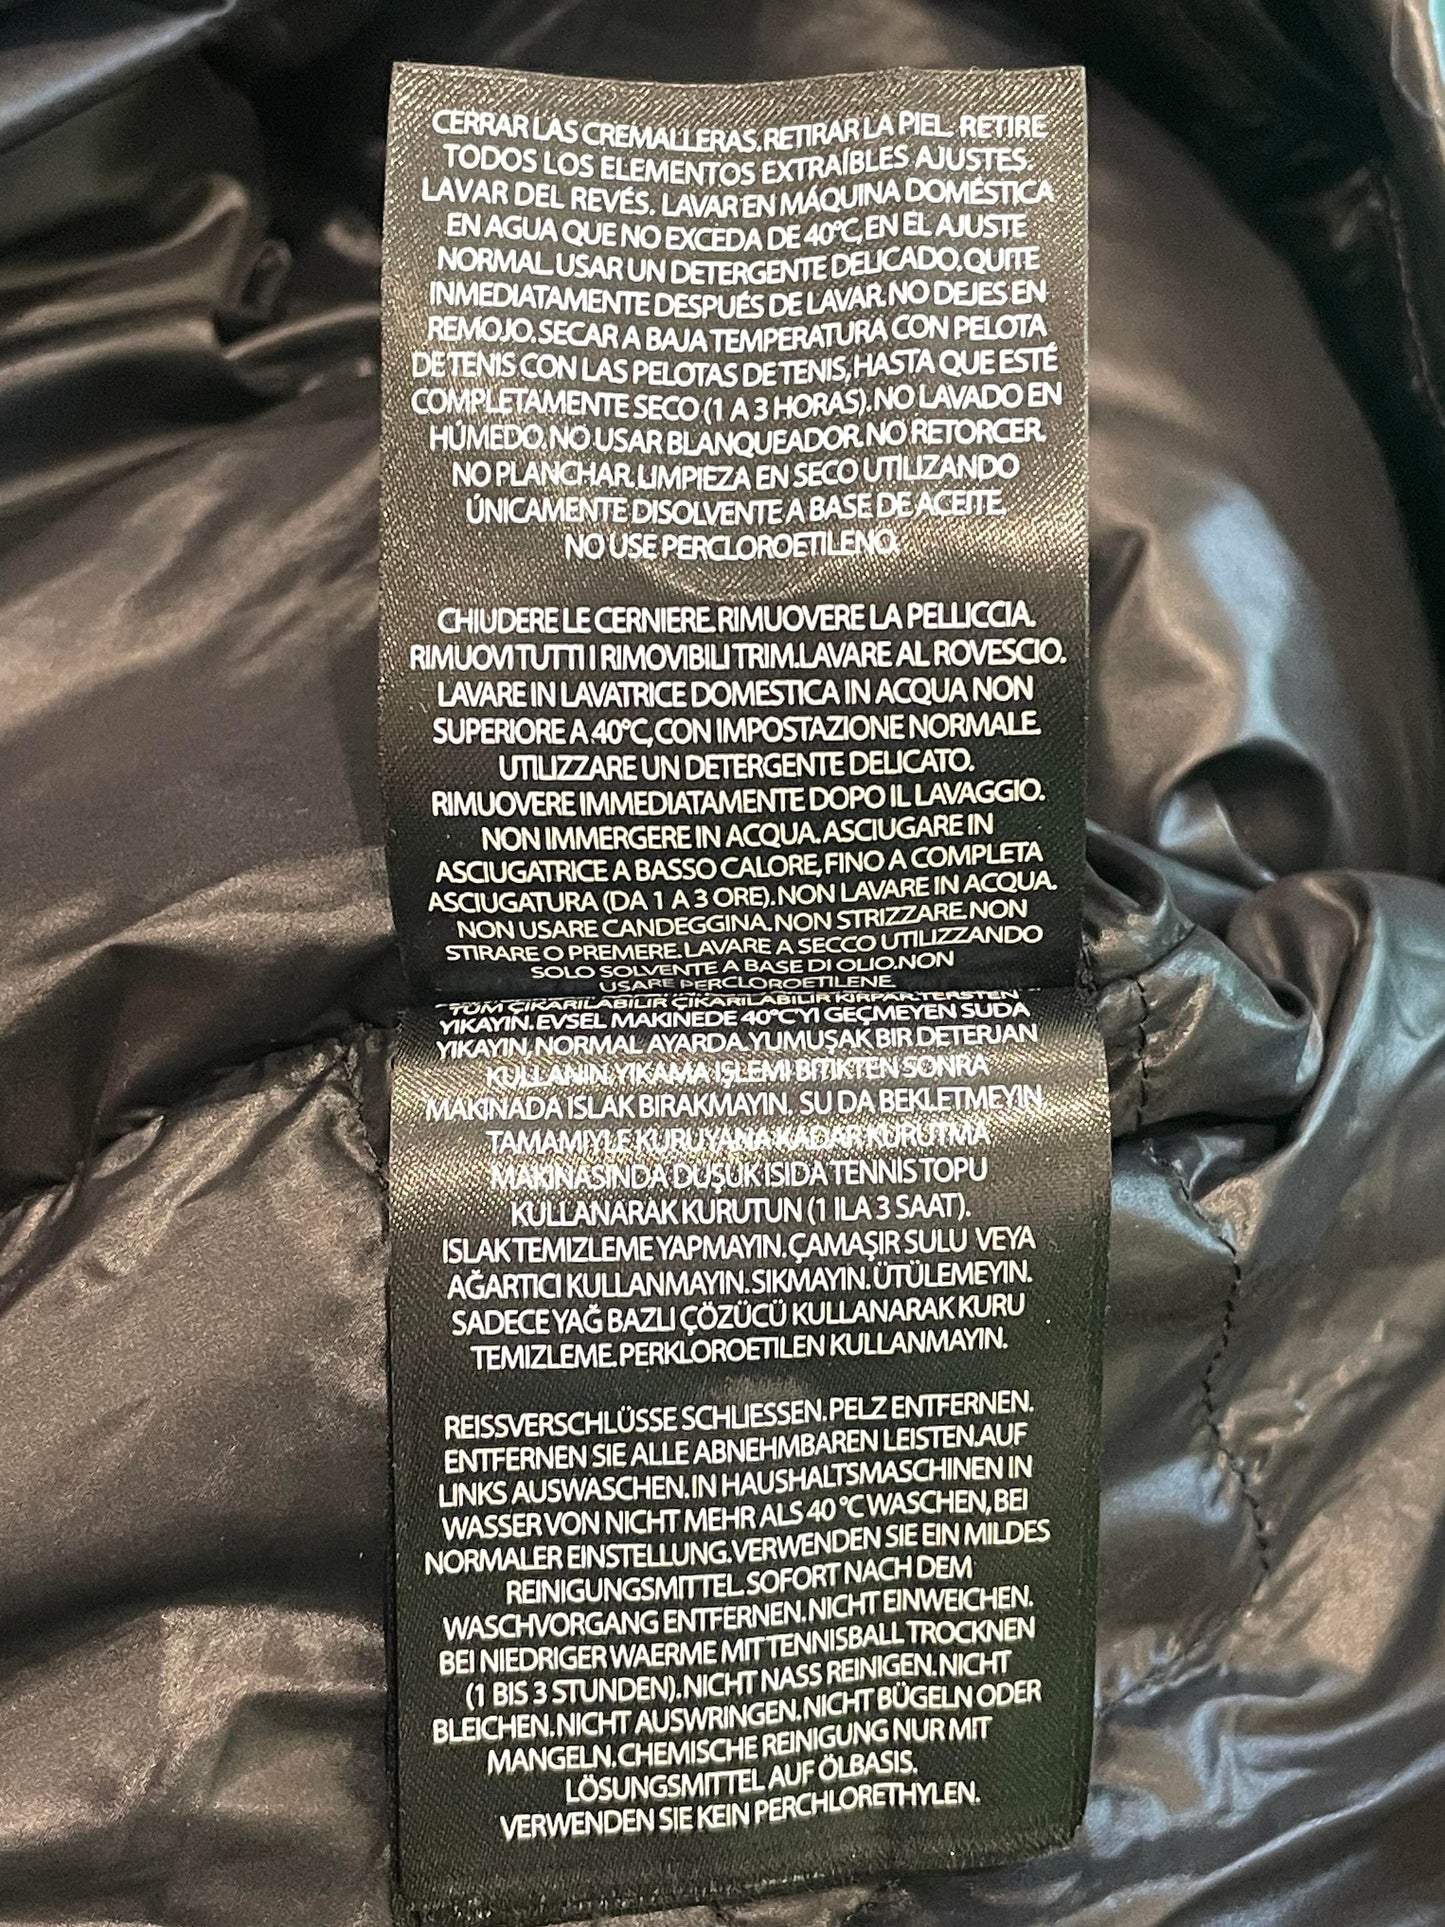 CERRAR LAS CREMALLERAS. RETIRAR LA PIEL. RETIRE
TODOS LOS ELEMENTOS EXTRAÍBLES AJUSTES.
LAVAR DEL REVÉS. LAVAR EN MÁQUINA DOMÉSTICA
EN AGUA QUE NO EXCEDA DE 40°C, EN EL AJUSTE
NORMAL. USAR UN DETERGENTE DELICADO. QUITE
INMEDIATAMENTE DESPUÉS DE LAVAR. NO DEJES EN
REMOJO. SECAR A BAJA TEMPERATURA CON PELOTA
DE TENIS CON LAS PELOTAS DE TENIS, HASTA QUE ESTÉ
COMPLETAMENTE SECO (1 A 3 HORAS). NO LAVADO EN
HÚMEDO. NO USAR BLANQUEADOR. NO RETORCER.
NO PLANCHAR. LIMPIEZA EN SECO UTILIZANDO
ÚNICAMENTE DISOLVENTE A BASE DE ACEITE.
NO USE PERCLOROETILENO.
CHIUDERE LE CERNIERE. RIMUOVERE LA PELLICCIA.
RIMUOVI TUTTI I RIMOVIBILI TRIM. LAVARE AL ROVESCIO.
LAVARE IN LAVATRICE DOMESTICA IN ACQUA NON
SUPERIORE A 40°C, CON IMPOSTAZIONE NORMALE.
UTILIZZARE UN DETERGENTE DELICATO.
RIMUOVERE IMMEDIATAMENTE DOPO IL LAVAGGIO.
NON IMMERGERE IN ACQUA. ASCIUGARE IN
ASCIUGATRICE A BASSO CALORE, FINO A COMPLETA
ASCIUGATURA (DA 1 A 3 ORE). NON LAVARE IN ACQUA.
NON USARE CANDEGGINA. NON STRIZZARE. NON
STIRARE O PREMERE. LAVARE A SECCO UTILIZZANDO
SOLO SOLVENTE A BASE DI OLIO. NON
USARE PERCLOROETILENE.
TÜM ÇIKARILABILIR ÇIKARILABILIR KIRPAR. TERSTEN
YIKAYIN. EVSEL MAKINEDE 40°C'YI GEÇMEYEN SUDA
YIKAYIN, NORMAL AYARDA. YUMUŞAK BIR DETERJAN
KULLANIN. YIKAMA IŞLEMI BITIKTEN SONRA
MAKINADA ISLAK BIRAKMAYIN. SU DA BEKLETMEYIN.
TAMAMIYLE KURUYANA KADAR KURUTMA
MAKINASINDA DUŞUK ISIDA TENNIS TOPU
KULLANARAK KURUTUN (1 ILA 3 SAAT).
ISLAK TEMIZLEME YAPMAYIN. ÇAMAŞIR SULU VEYA
AĞARTICI KULLANMAYIN. SIKMAYIN. ÜTÜLEMEYIN.
SADECE YAĞ BAZLI ÇÖZÜCÜ KULLANARAK KURU
TEMIZLEME. PERKLOROETILEN KULLANMAYIN.
REISSVERSCHLÜSSE SCHLIESSEN. PELZ ENTFERNEN.
ENTFERNEN SIE ALLE ABNEHMBAREN LEISTEN. AUF
LINKS AUSWASCHEN. IN HAUSHALTSMASCHINEN IN
WASSER VON NICHT MEHR ALS 40 °C WASCHEN, BEI
NORMALER EINSTELLUNG. VERWENDEN SIE EIN MILDES
REINIGUNGSMITTEL. SOFORT NACH DEM
WASCHVORGANG ENTFERNEN. NICHT EINWEICHEN.
BEI NIEDRIGER WAERME MIT TENNISBALL TROCKNEN
(1 BIS 3 STUNDEN). NICHT NASS REINIGEN. NICHT
BLEICHEN. NICHT AUSWRINGEN. NICHT BÜGELN ODER
MANGELN. CHEMISCHE REINIGUNG NUR MIT
LÖSUNGSMITTEL AUF ÖLBASIS.
VERWENDEN SIE KEIN PERCHLORETHYLEN.